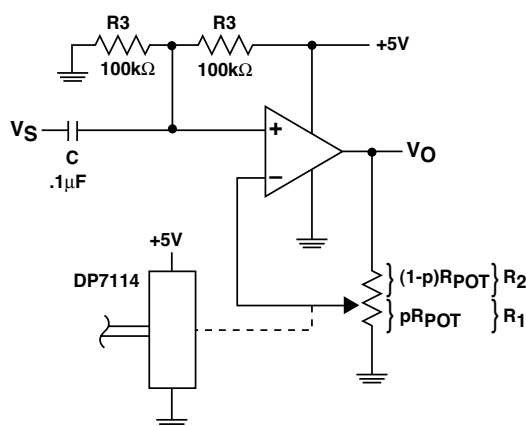 R3 R3
100kΩ 100kΩ
+5V
VS
C
.1µF
+
–
VO
+5V
DP7114
(1-p)RPOT R2
pRPOT R1